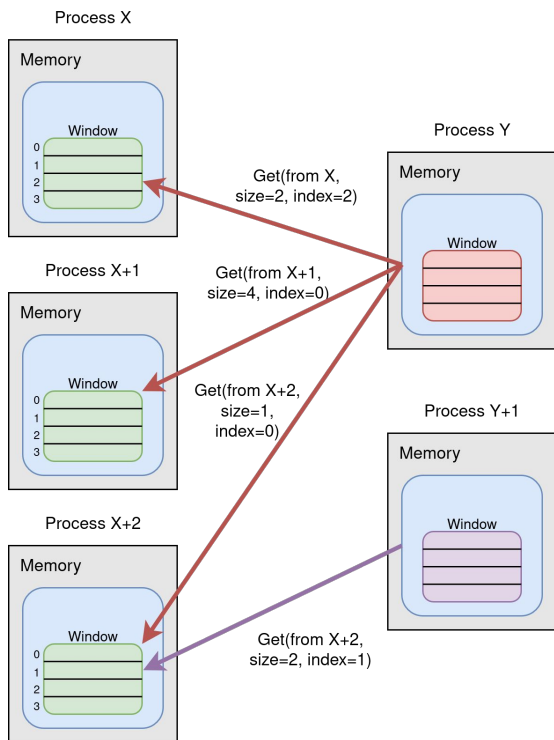 Process X
Memory
Window
0
1
2
3
Get(from X,
size=2, index=2)
Process Y
Memory
Window
Process X+1
Memory
Window
0
1
2
3
Get(from X+1,
size=4, index=0)
Get(from X+2,
size=1,
index=0)
Process Y+1
Memory
Window
Process X+2
Memory
Window
0
1
2
3
Get(from X+2,
size=2, index=1)